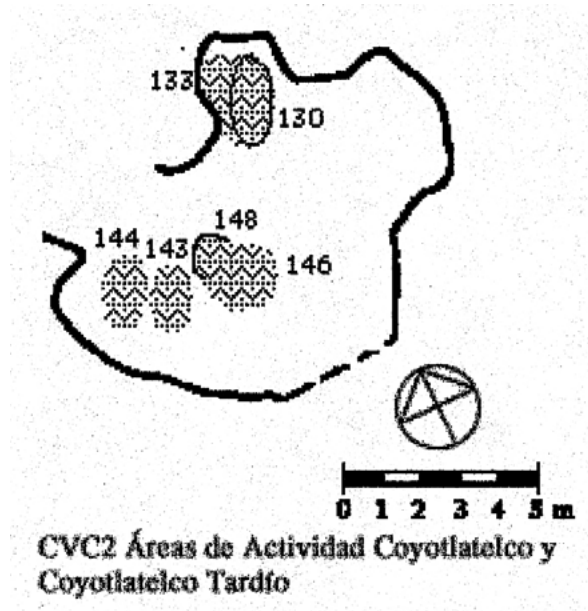 133
130
148
144 143
146
0 1 2 3 4 5 m
CVC2 Áreas de Actividad Coyotlatelco y
Coyotlatelco Tardío